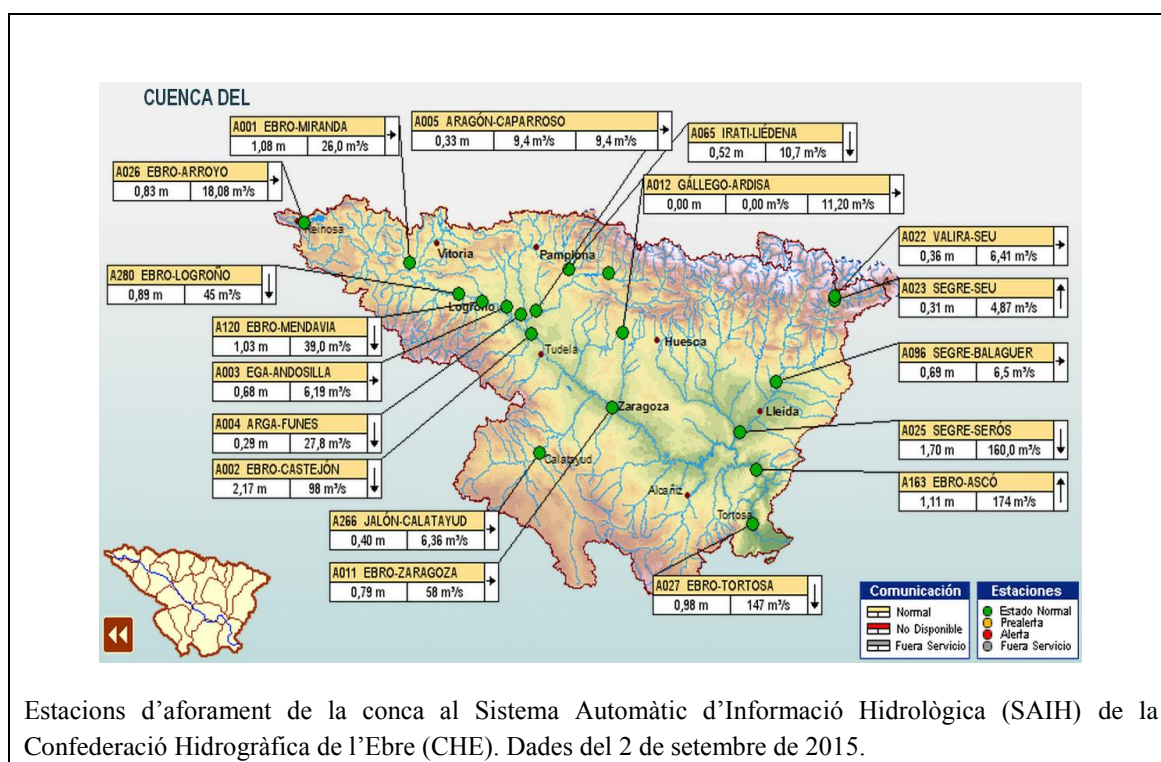 CUENCA DEL
A001 EBRO-MIRANDA
1,08 m 26,0 m³/s
A005 ARAGÓN-CAPARROSO
0,33 m 9,4 m³/s 9,4 m³/s
A065 IRATI-LIÉDENA
0,52 m 10,7 m³/s
A026 EBRO-ARROYO
0,83 m 18,08 m³/s
A012 GÁLLEGO-ARDISA
0,00 m 0,00 m³/s 11,20 m³/s
A022 VALIRA-SEU
0,36 m 6,41 m³/s
A023 SEGRE-SEU
0,31 m 4,87 m³/s
A280 EBRO-LOGROÑO
0,89 m 45 m³/s
A120 EBRO-MENDAVIA
1,03 m 39,0 m³/s
A003 EGA-ANDOSILLA
0,68 m 6,19 m³/s
A096 SEGRE-BALAGUER
0,69 m 6,5 m³/s
A004 ARGA-FUNES
0,29 m 27,8 m³/s
A025 SEGRE-SERÓS
1,70 m 160,0 m³/s
A002 EBRO-CASTEJÓN
2,17 m 98 m³/s
A163 EBRO-ASCÓ
1,11 m 174 m³/s
A266 JALÓN-CALATAYUD
0,40 m 6,36 m³/s
A011 EBRO-ZARAGOZA
0,79 m 58 m³/s
A027 EBRO-TORTOSA
0,98 m 147 m³/s
Reinosa
Vitoria
Pamplona
Logroño
Tudela
Huesca
Zaragoza
Lleida
Calatayud
Alcañiz
Tortosa
Comunicación
Normal
No Disponible
Fuera Servicio
Estaciones
Estado Normal
Prealerta
Alerta
Fuera Servicio
Estacions d’aforament de la conca al Sistema Automàtic d’Informació Hidrològica (SAIH) de la
Confederació Hidrogràfica de l’Ebre (CHE). Dades del 2 de setembre de 2015.